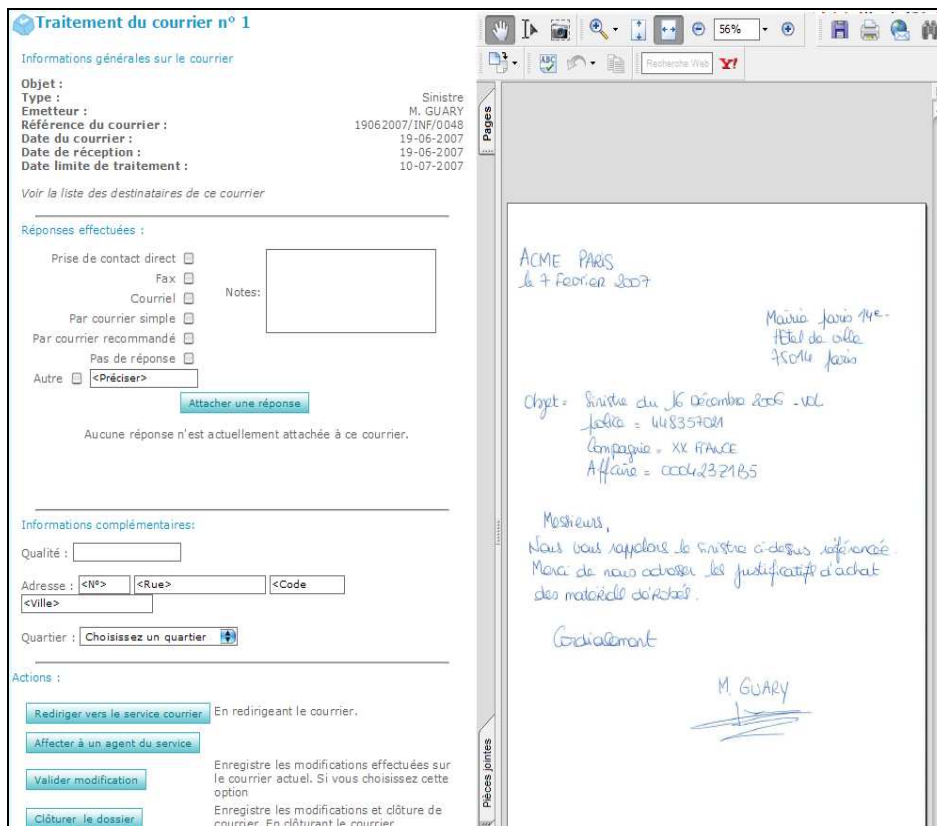 Traitement du courrier n° 1
Informations générales sur le courrier
Objet :
Type : Sinistre
Emetteur : M. GUARY
Référence du courrier : 19062007/INF/0048
Date du courrier : 19-06-2007
Date de réception : 19-06-2007
Date limite de traitement : 10-07-2007
Voir la liste des destinataires de ce courrier
Réponses effectuées :
Prise de contact direct
Fax
Courriel
Notes:
Par courrier simple
Par courrier recommandé
Pas de réponse
Autre <Préciser>
Attacher une réponse
Aucune réponse n'est actuellement attachée à ce courrier.
Informations complémentaires:
Qualité :
Adresse : <N°> <Rue> <Code
<Ville>
Quartier : Choisissez un quartier
Actions :
Rediriger vers le service courrier En redirigeant le courrier.
Affecter à un agent du service
Valider modification
Enregistre les modifications effectuées sur
le courrier actuel. Si vous choisissez cette
option
Clôturer le dossier
Enregistre les modifications et clôture de
courrier. En clôturant le courrier
56%
ABC
Recherche Web Y!
Pages
Pièces jointes
ACME PARIS
le 7 Fevrier 2007
Mairie paris 14e
Hotel de ville
75014 paris
Objet = Sinistre du 16 Décembre 2006 - VOL
police = 448357021
Compagnie = XX FRANCE
Affaire =
Messieurs,
Nous vous rappelons le sinistre ci-dessus référencée.
Merci de nous adresser les justificatifs d'achat
des matériels dérobés.
Cordialement
M. GUARY